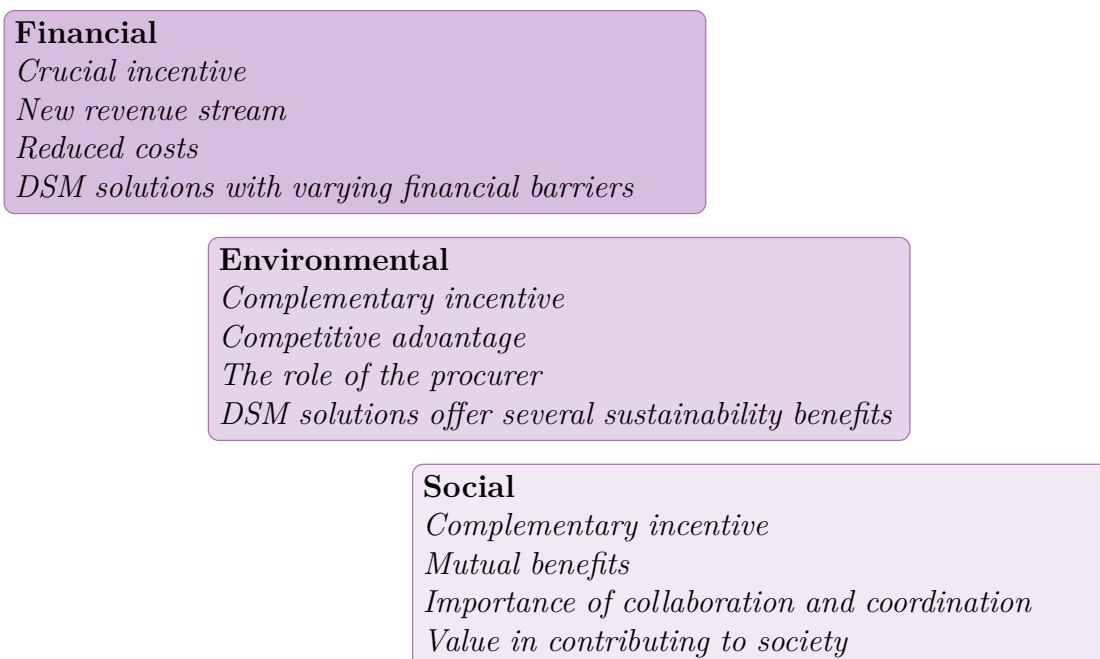 Financial
Crucial incentive
New revenue stream
Reduced costs
DSM solutions with varying financial barriers
Environmental
Complementary incentive
Competitive advantage
The role of the procurer
DSM solutions offer several sustainability benefits
Social
Complementary incentive
Mutual benefits
Importance of collaboration and coordination
Value in contributing to society